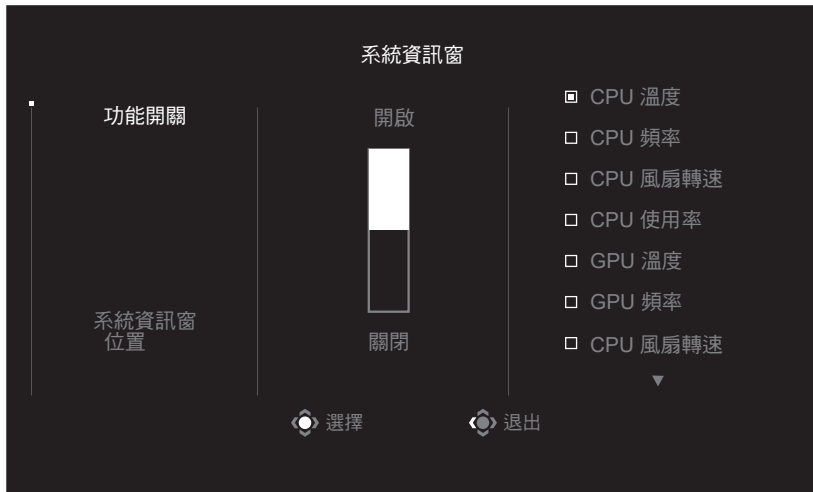 系統資訊窗
功能開關
系統資訊窗
位置
開啟
關閉
CPU 溫度
CPU 頻率
CPU 風扇轉速
CPU 使用率
GPU 溫度
GPU 頻率
CPU 風扇轉速
選擇
退出